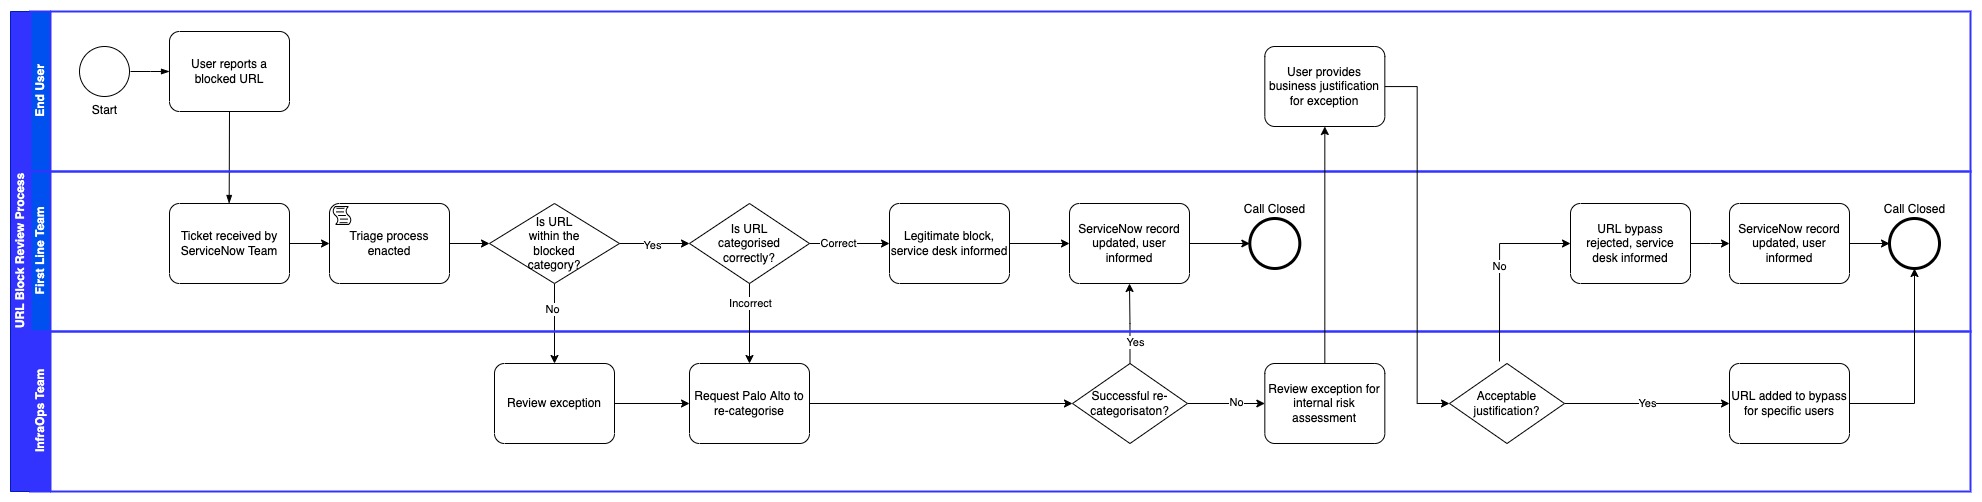 URL Block Review Process
End User
Start
User reports a
blocked URL
User provides
business justification
for exception
First Line Team
Ticket received by
ServiceNow Team
Triage process
enacted
Is URL
within the
blocked
category?
Yes
No
Is URL
categorised
correctly?
Correct
Incorrect
Legitimate block,
service desk informed
ServiceNow record
updated, user
informed
Call Closed
No
URL bypass
rejected, service
desk informed
ServiceNow record
updated, user
informed
Call Closed
InfraOps Team
Review exception
Request Palo Alto to
re-categorise
Yes
Successful re-
categorisaton?
No
Review exception for
internal risk
assessment
Acceptable
justification?
Yes
URL added to bypass
for specific users